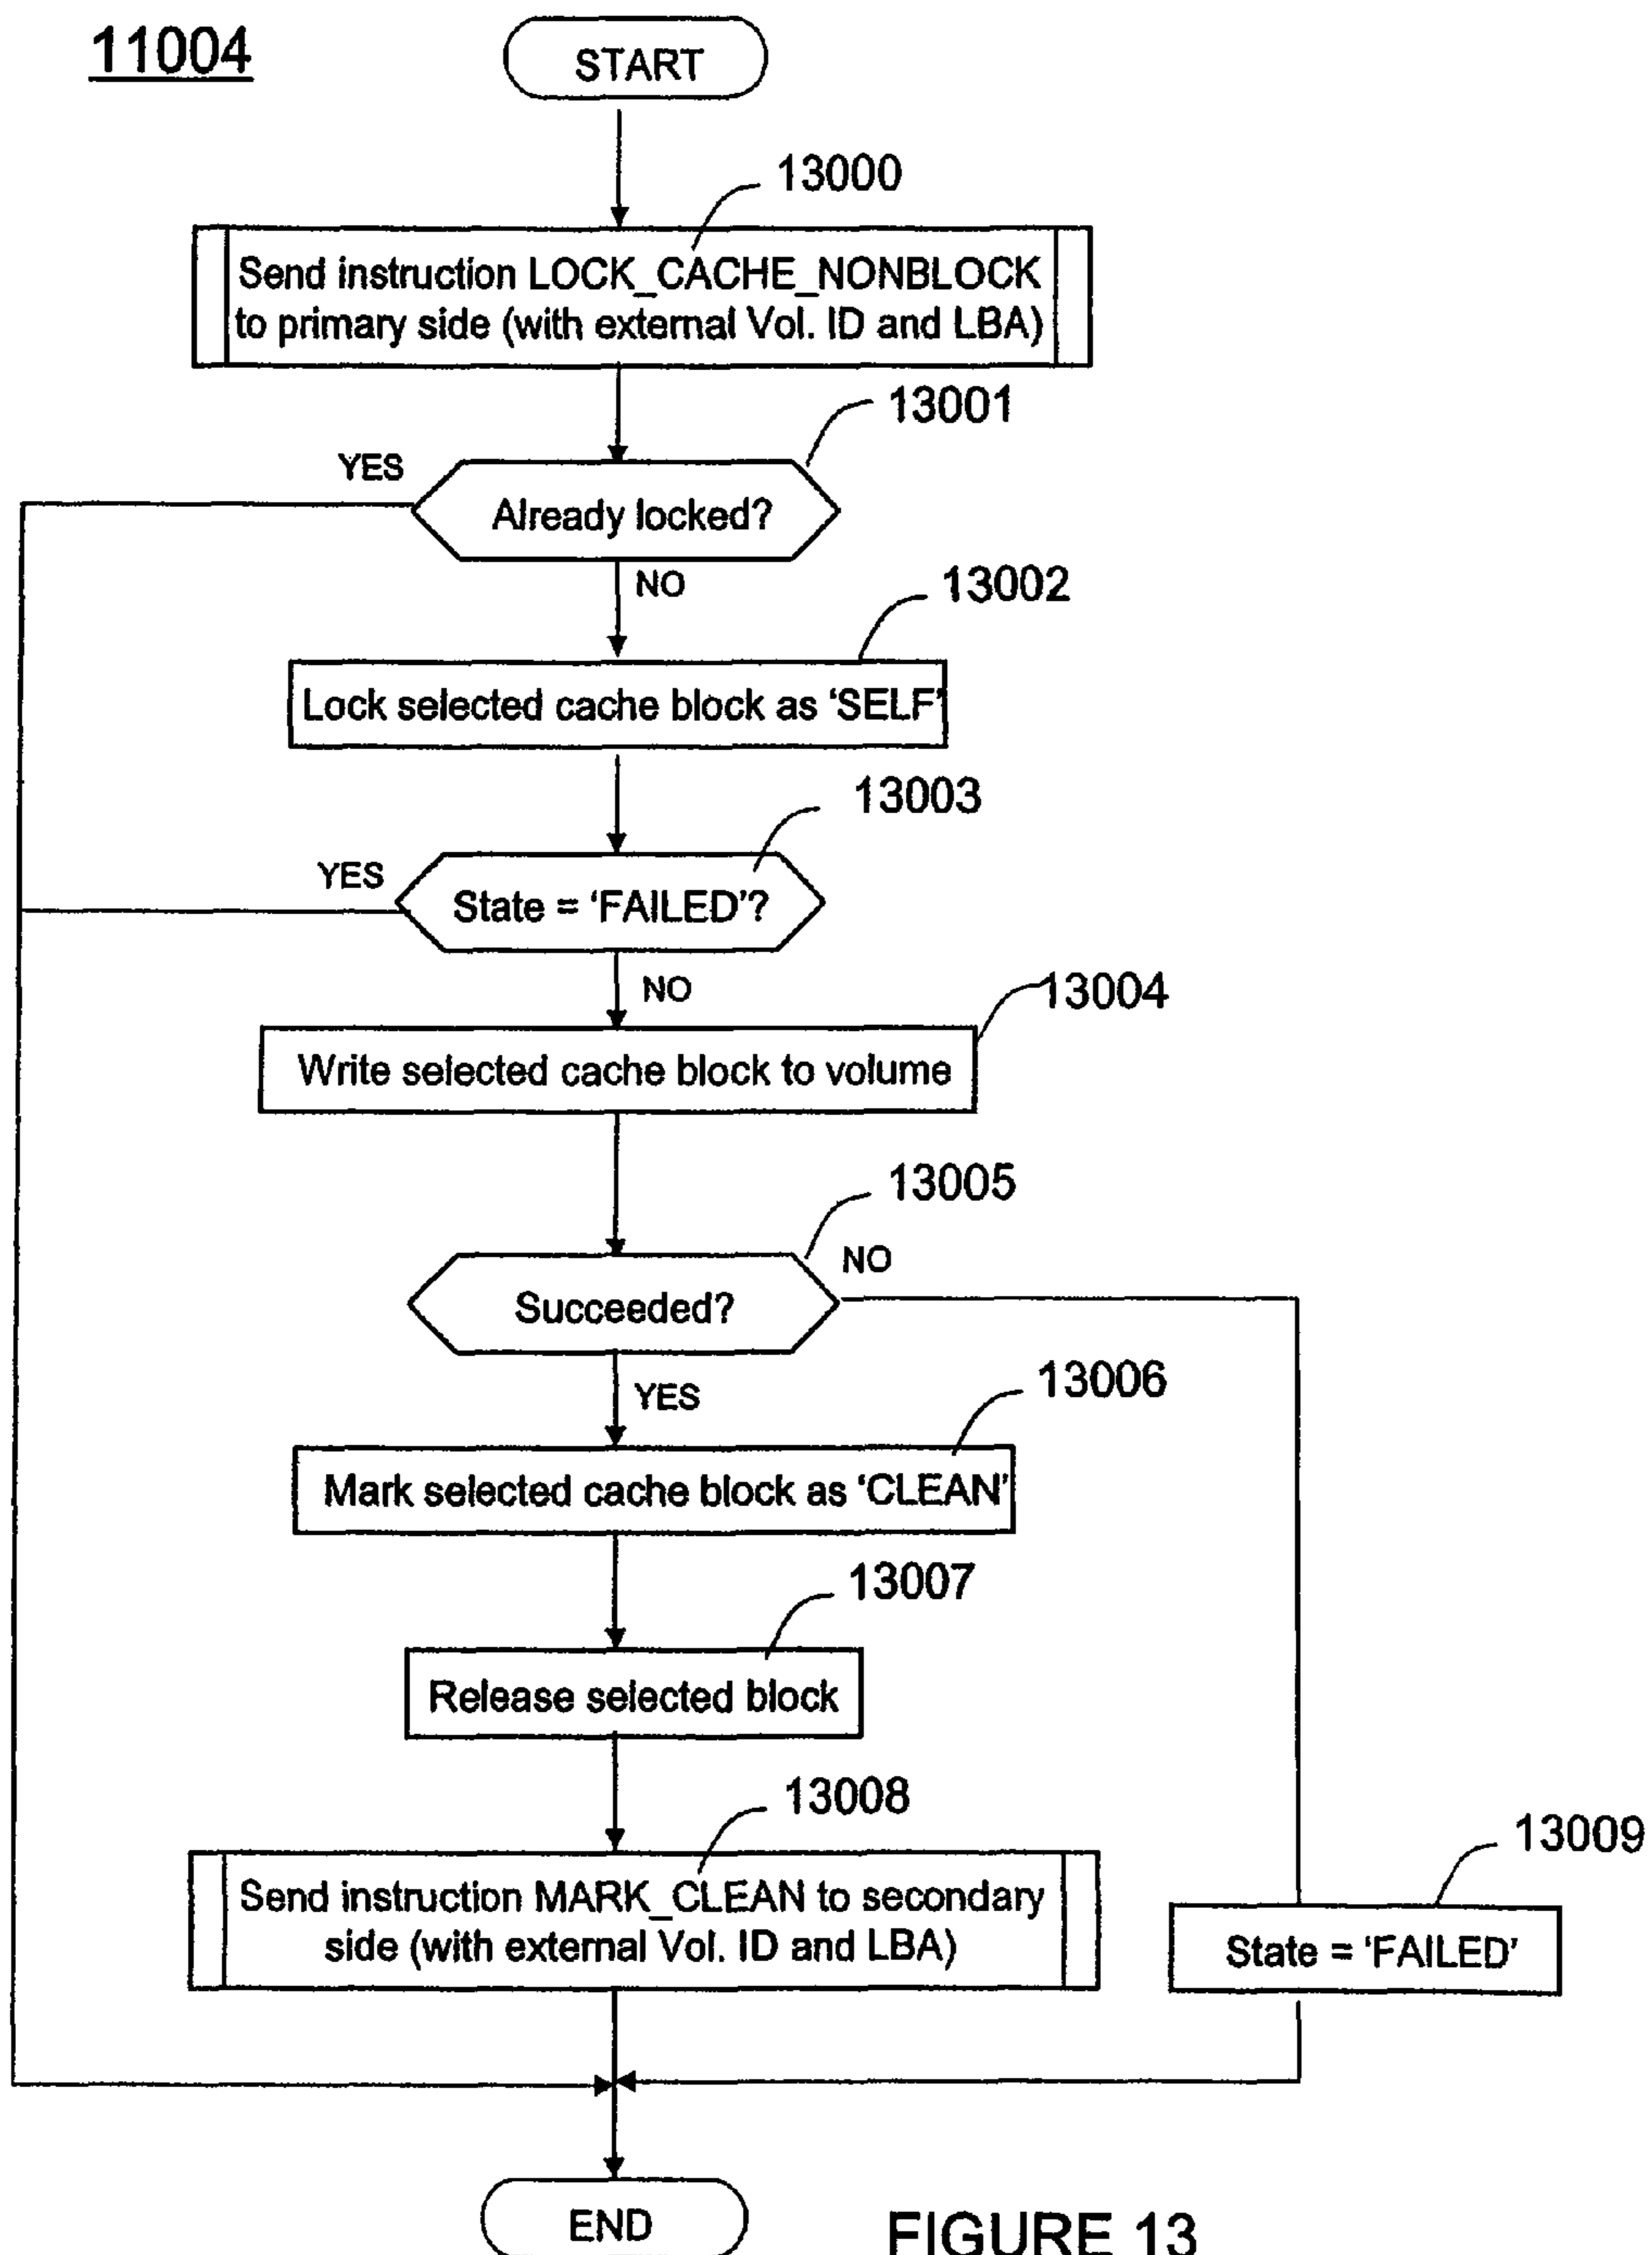 11004
START
13000
Send instruction LOCK_CACHE_NONBLOCK
to primary side (with external Vol. ID and LBA)
13001
YES
Already locked?
NO
13002
Lock selected cache block as ‘SELF’
13003
YES
State = ‘FAILED’?
NO
13004
Write selected cache block to volume
13005
NO
Succeeded?
YES
13006
Mark selected cache block as ‘CLEAN’
13007
Release selected block
13008
Send instruction MARK_CLEAN to secondary
side (with external Vol. ID and LBA)
13009
State = ‘FAILED’
END
FIGURE 13